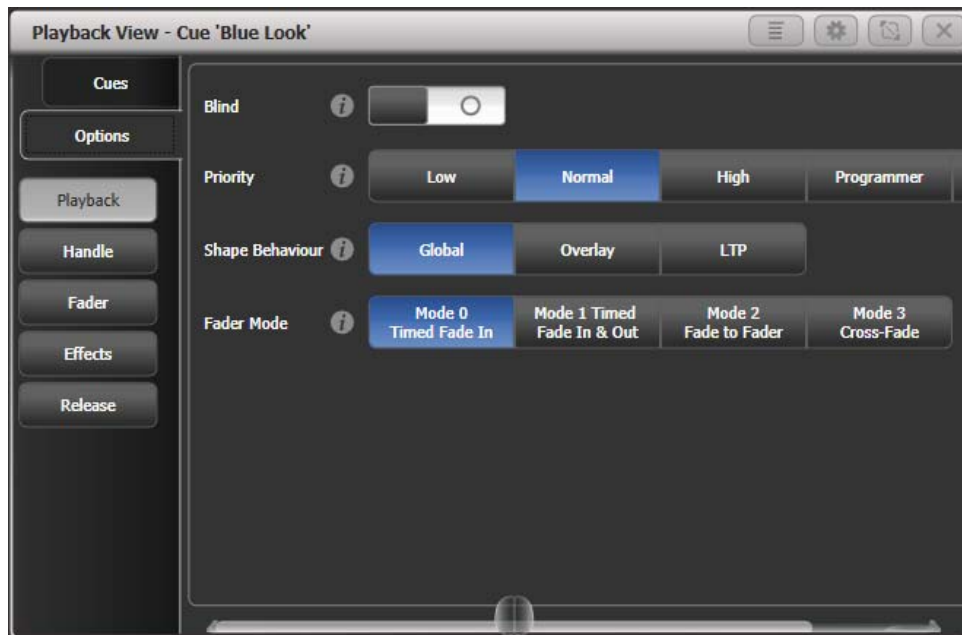 Playback View - Cue 'Blue Look'
Cues
Options
Playback
Handle
Fader
Effects
Release
Blind
Priority
Low
Normal
High
Programmer
Shape Behaviour
Global
Overlay
LTP
Fader Mode
Mode 0
Timed Fade In
Mode 1 Timed
Fade In & Out
Mode 2
Fade to Fader
Mode 3
Cross-Fade